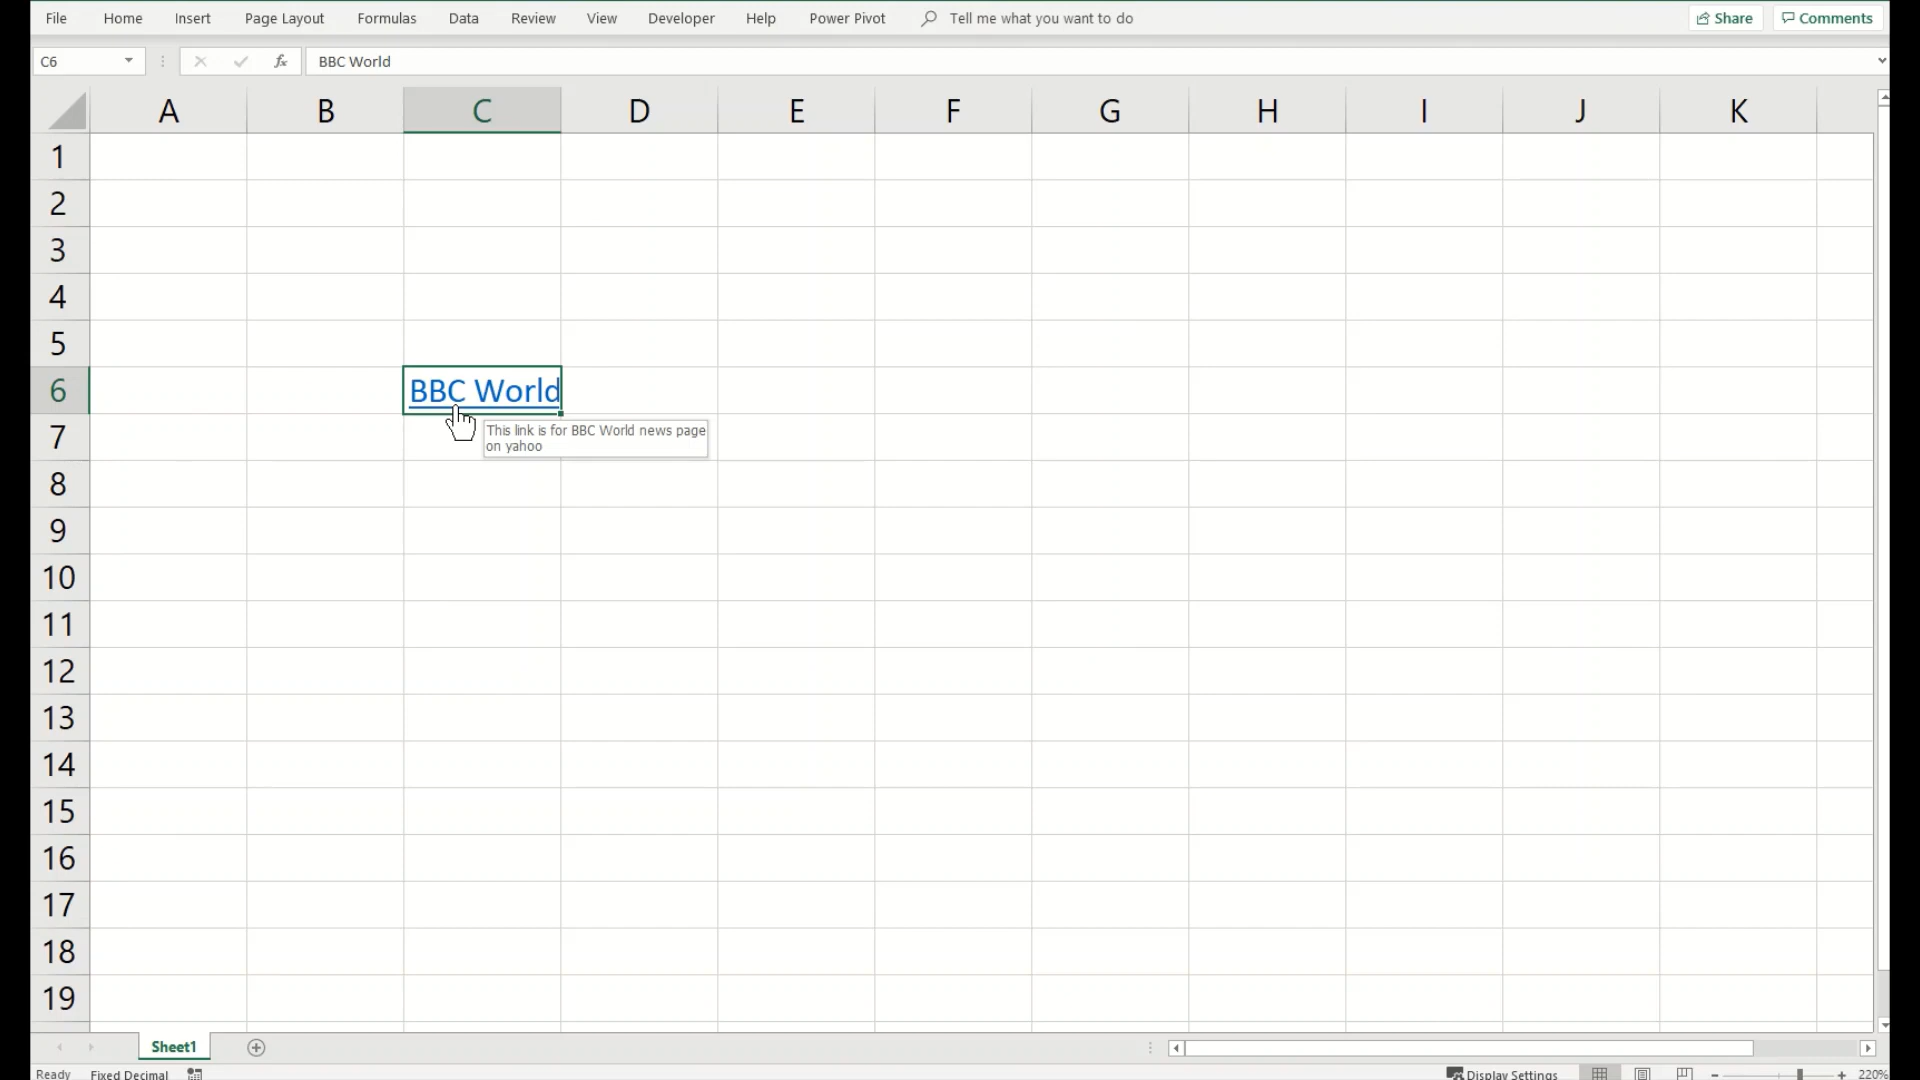 File Home Insert Page Layout Formulas Data Review View Developer Help Power Pivot Tell me what you want to do Share Comments
C6 fx BBC World
A B C D E F G H I J K
1
2
3
4
5
6 BBC World
This link is for BBC World news page
on yahoo
7
8
9
10
11
12
13
14
15
16
17
18
19
Sheet1
Ready Fixed Decimal Display Settings 220%